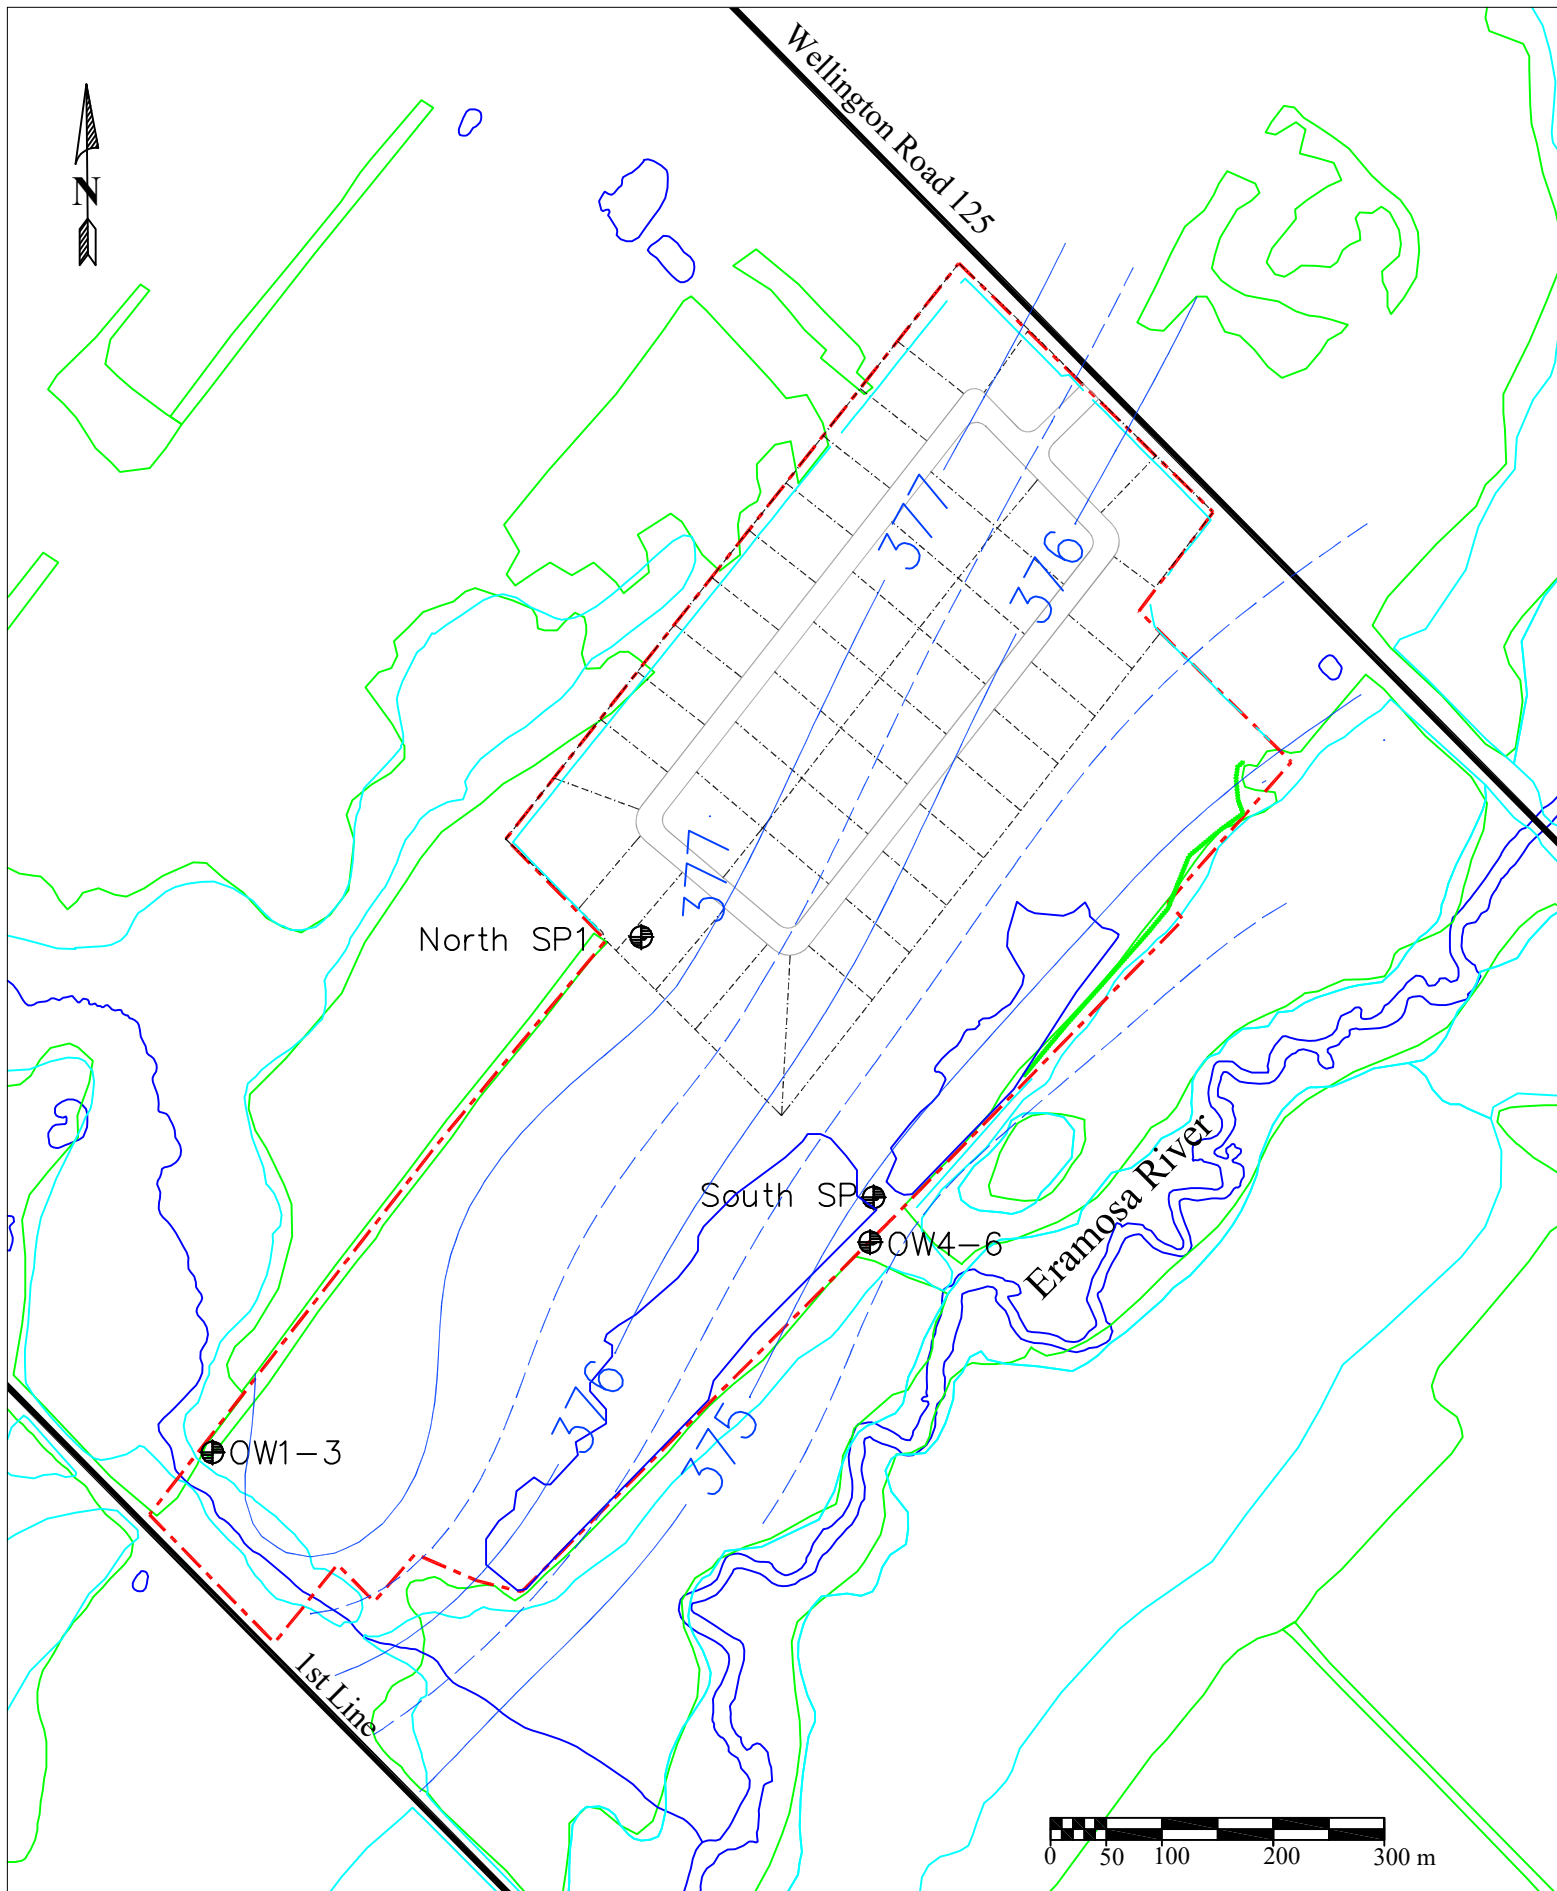 Wellington Road 125
N
377
376
377
North SP1
South SP
OW4-6
Eramosa River
376
375
OW1-3
1st Line
0 50 100 200 300 m